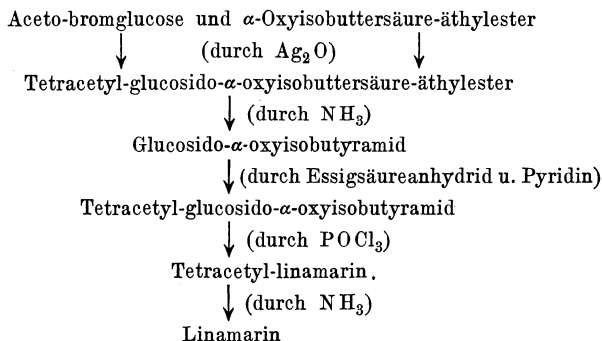 Aceto-bromglucose und α-Oxyisobuttersäure-äthylester
(durch Ag₂O)
Tetracetyl-glucosido-α-oxyisobuttersäure-äthylester
(durch NH₃)
Glucosido-α-oxyisobutyramid
(durch Essigsäureanhydrid u. Pyridin)
Tetracetyl-glucosido-α-oxyisobutyramid
(durch POCl₃)
Tetracetyl-linamarin.
(durch NH₃)
Linamarin